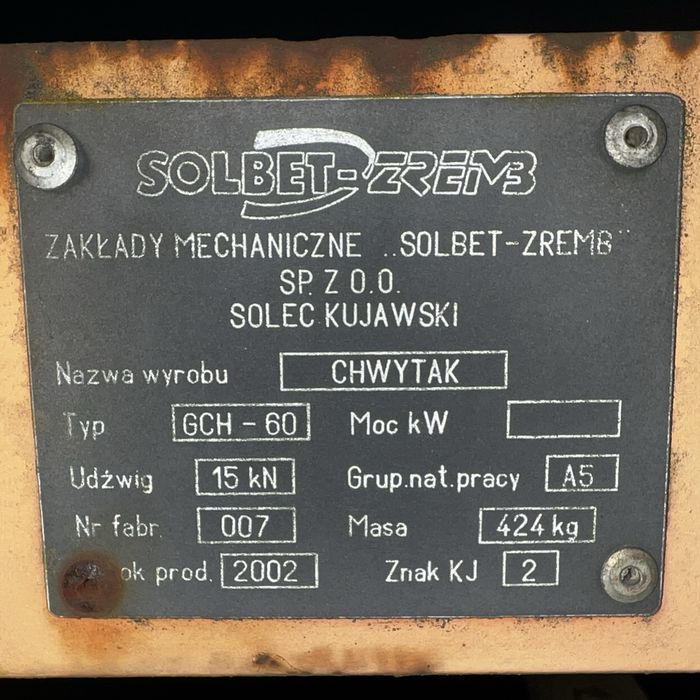 SOLBET-ZREMB
ZAKŁADY MECHANICZNE „SOLBET-ZREMB”
SP. Z O.O.
SOLEC KUJAWSKI
Nazwa wyrobu CHWYTAK
Typ GCH - 60 Moc kW
Udźwig 15 kN Grup.nat.pracy A5
Nr fabr. 007 Masa 424 kg
ok prod. 2002 Znak KJ 2